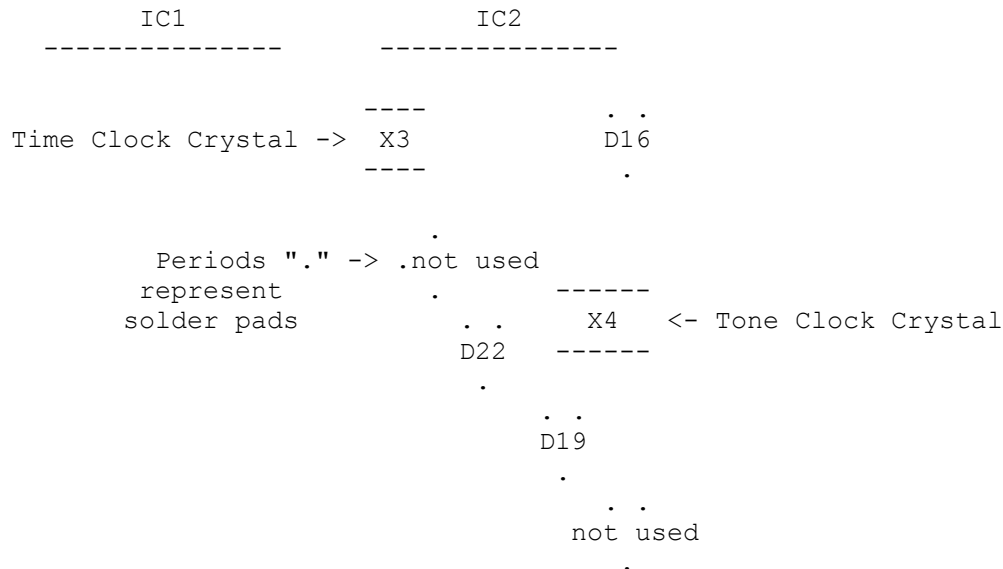 IC1 IC2
--------------- ---------------
---- . .
Time Clock Crystal -> X3 D16
---- .
.
Periods "." -> .not used
represent . ------
solder pads . . X4 <- Tone Clock Crystal
D22 ------
.
. .
D19
.
. .
not used
.